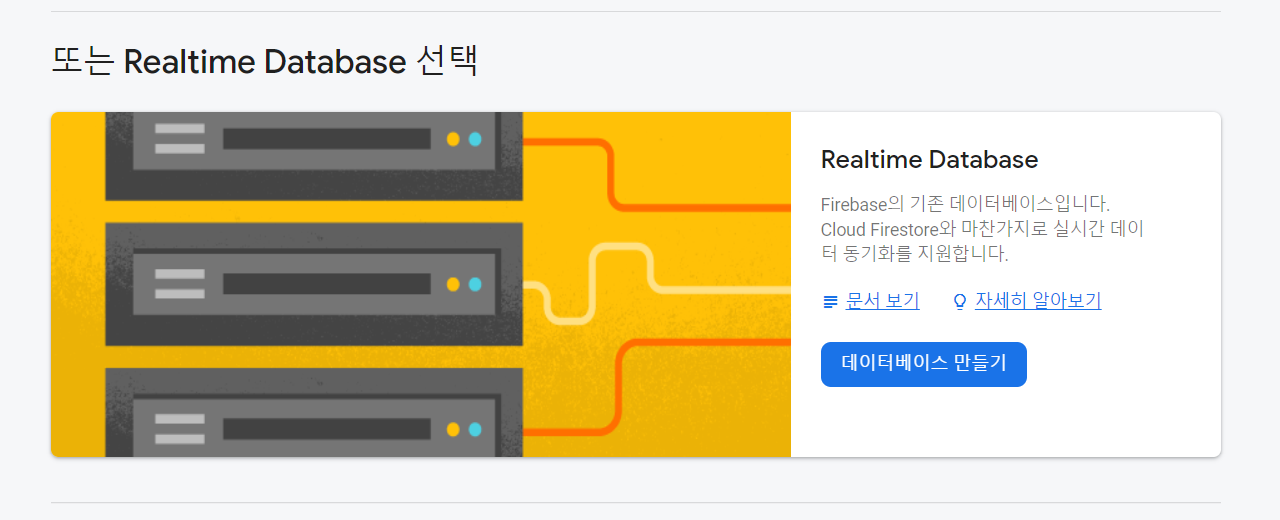 또는 Realtime Database 선택
Realtime Database
Firebase의 기존 데이터베이스입니다.
Cloud Firestore와 마찬가지로 실시간 데이
터 동기화를 지원합니다.
문서 보기 자세히 알아보기
데이터베이스 만들기